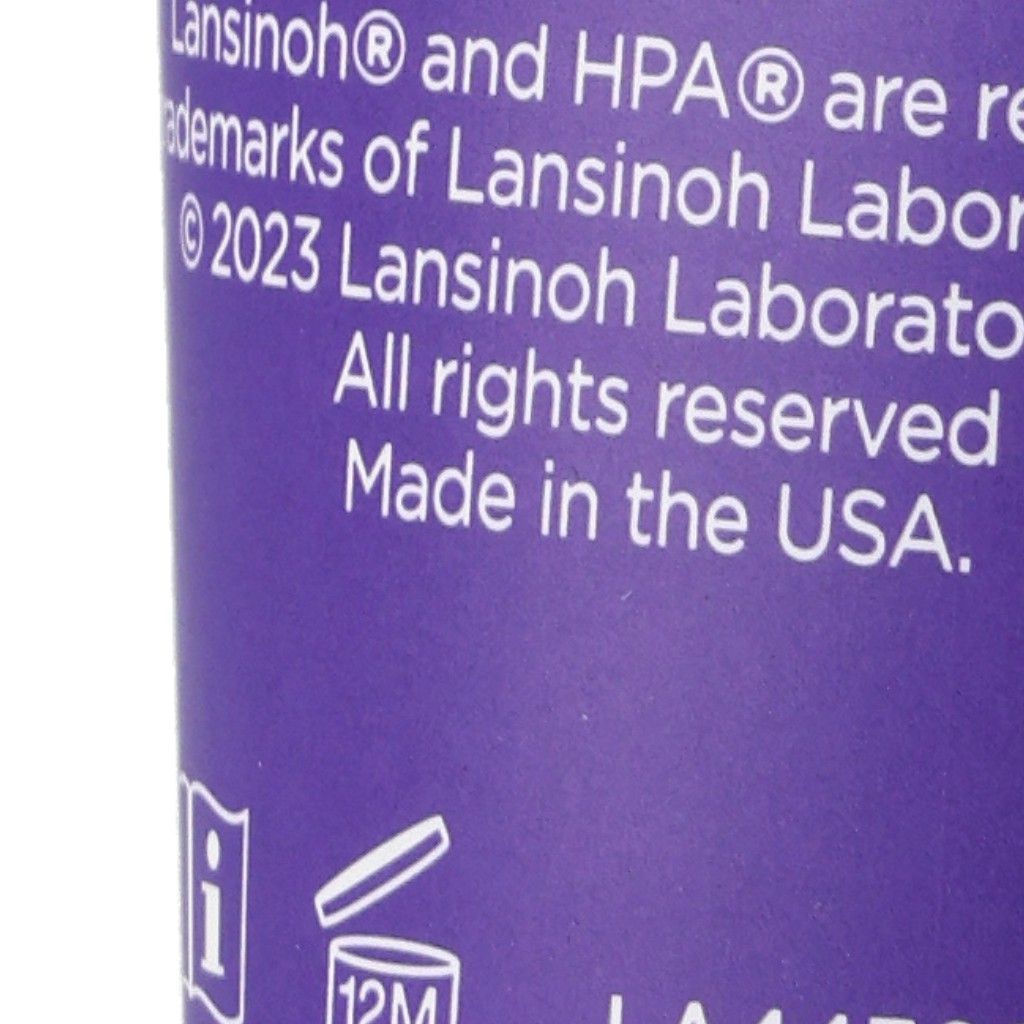 Lansinoh® and HPA® are re
ademarks of Lansinoh Labor
© 2023 Lansinoh Laborato
All rights reserved
Made in the USA.
i
12M